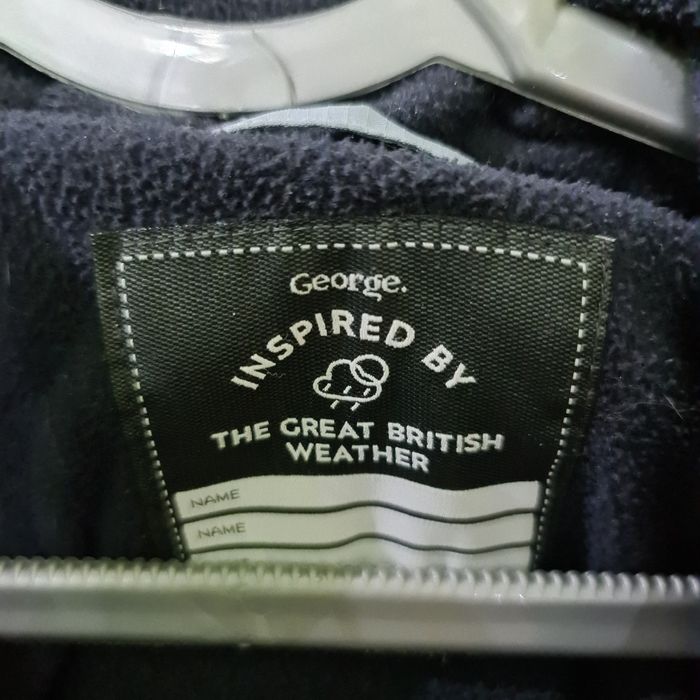 George.
INSPIRED BY
THE GREAT BRITISH
WEATHER
NAME
NAME